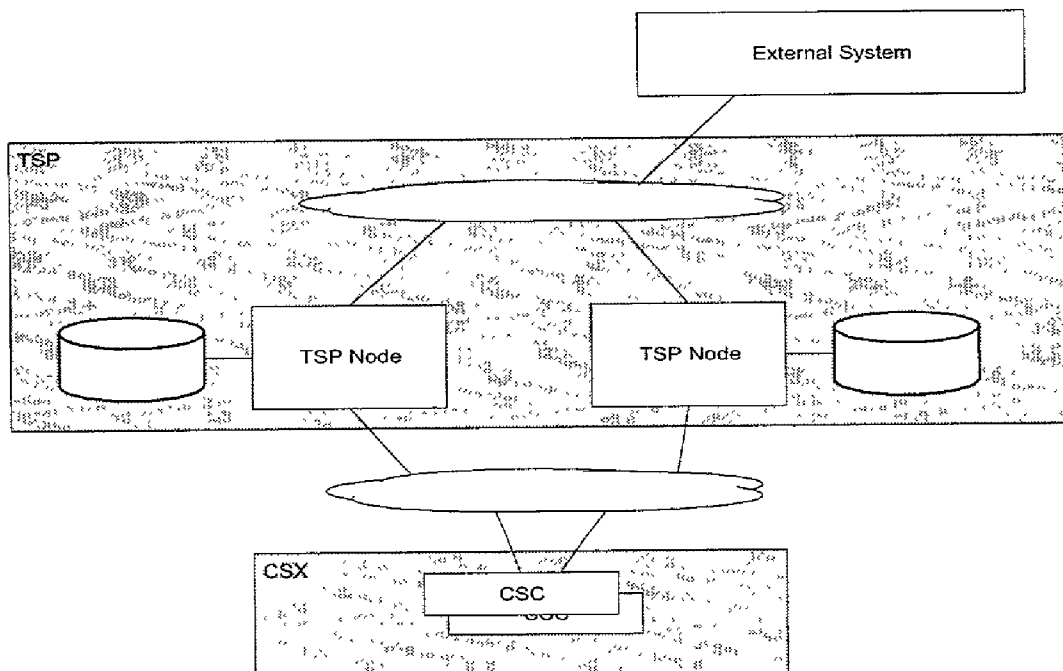 External System
TSP
TSP Node
TSP Node
CSX
CSC